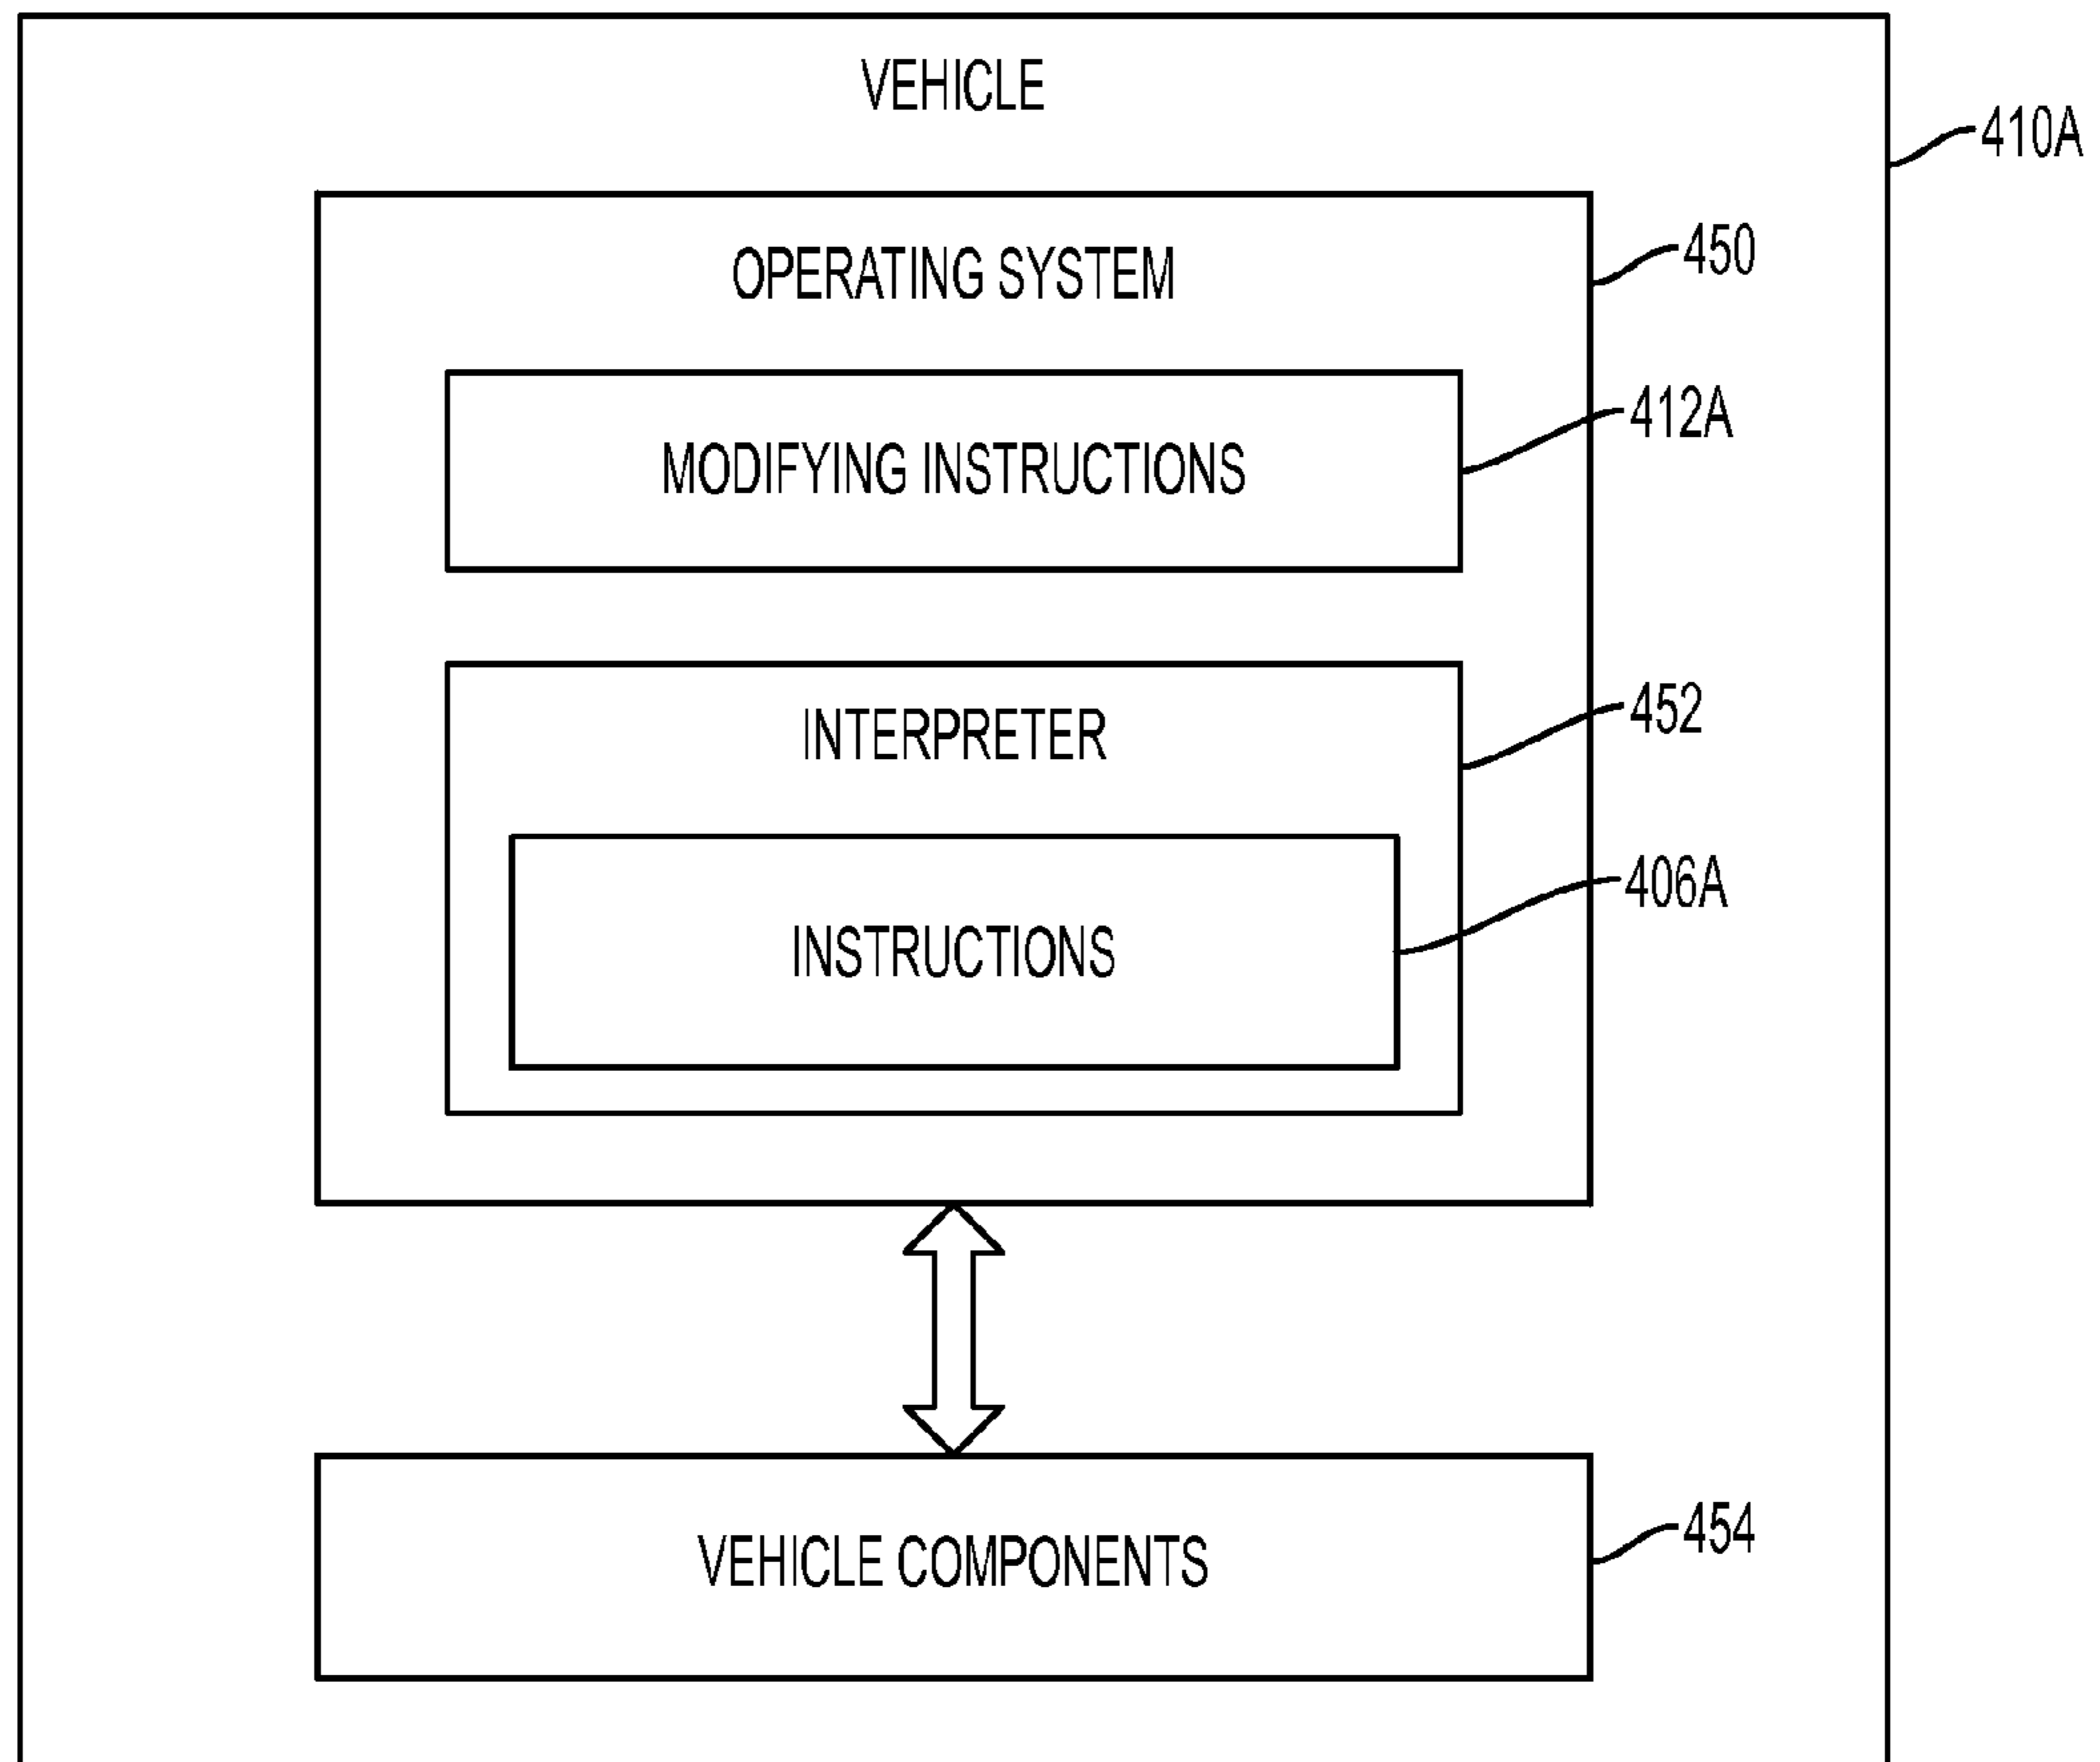 VEHICLE
410A
OPERATING SYSTEM
450
MODIFYING INSTRUCTIONS
412A
INTERPRETER
452
INSTRUCTIONS
406A
VEHICLE COMPONENTS
454